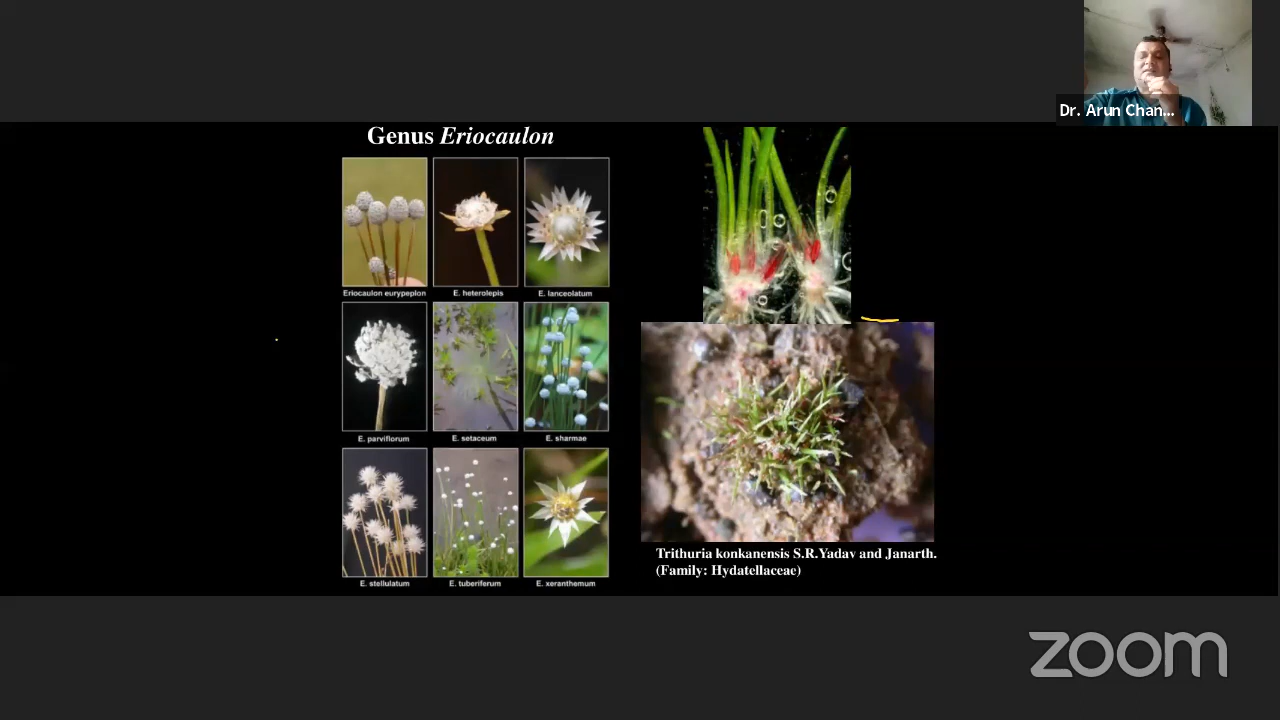 Dr. Arun Chan...
Genus Eriocaulon
Eriocaulon eurypeplon
E. heterolepis
E. lanceolatum
E. parviflorum
E. setaceum
E. sharmae
E. stellulatum
E. tuberiferum
E. xeranthemum
Trithuria konkanensis S.R.Yadav and Janarth.
(Family: Hydatellaceae)
zoom